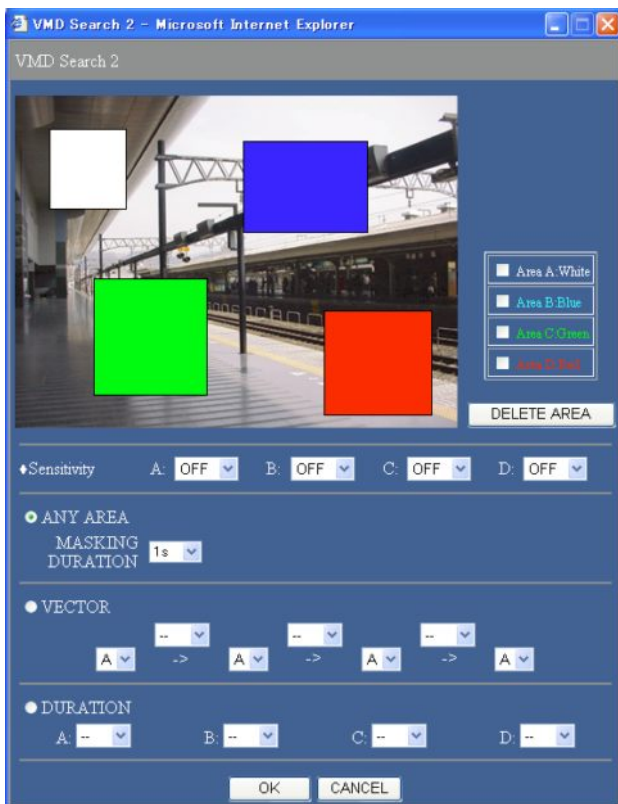 VMD Search 2 - Microsoft Internet Explorer
VMD Search 2
Area A:White
Area B:Blue
Area C:Green
Area D:Red
DELETE AREA
♦Sensitivity A: OFF B: OFF C: OFF D: OFF
ANY AREA
MASKING
DURATION 1s
VECTOR
-- -- --
A -> A -> A -> A
DURATION
A: -- B: -- C: -- D: --
OK CANCEL